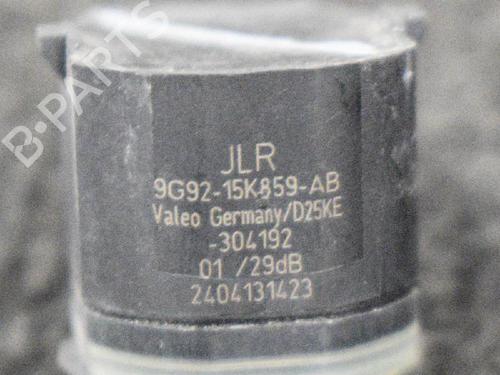 B-PARTS
JLR
9G92-15K859-AB
Valeo Germany/D25KE
-304192
01 /29dB
2404131423